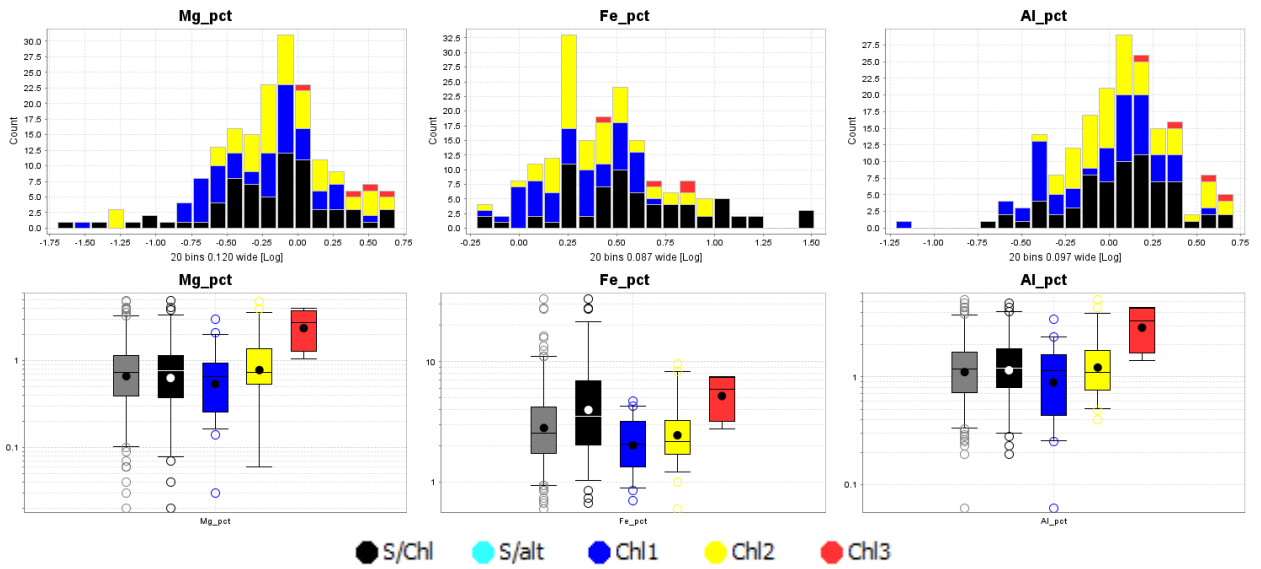 Mg_pct
Fe_pct
Al_pct
30.0
27.5
25.0
22.5
20.0
17.5
15.0
12.5
10.0
7.5
5.0
2.5
0.0
Count
-1.75 -1.50 -1.25 -1.00 -0.75 -0.50 -0.25 0.00 0.25 0.50 0.75
20 bins 0.120 wide [Log]
32.5
30.0
27.5
25.0
22.5
20.0
17.5
15.0
12.5
10.0
7.5
5.0
2.5
0.0
Count
-0.25 0.00 0.25 0.50 0.75 1.00 1.25 1.50
20 bins 0.087 wide [Log]
27.5
25.0
22.5
20.0
17.5
15.0
12.5
10.0
7.5
5.0
2.5
0.0
Count
-1.25 -1.00 -0.75 -0.50 -0.25 0.00 0.25 0.50 0.75
20 bins 0.097 wide [Log]
Mg_pct
Fe_pct
Al_pct
1
0.1
Mg_pct
10
1
Fe_pct
1
0.1
Al_pct
S/Chl S/alt Chl1 Chl2 Chl3